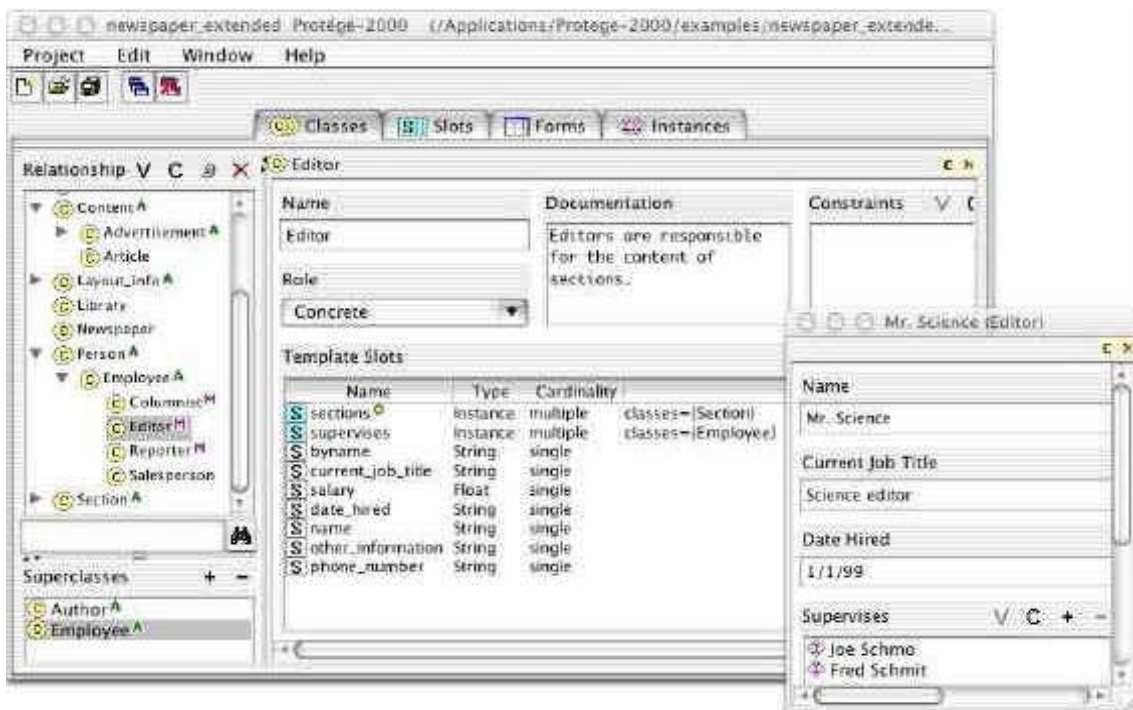 newspaper_extended Protégé-2000 (/Applications/Protege-2000/examples/newspaper_extende...
Project Edit Window Help
Classes Slots Forms Instances
Relationship V C
Content A
Advertisement A
Article
Layout_info A
Library
Newspaper
Person A
Employee A
Columnist M
Editor M
Reporter M
Salesperson
Section A
Superclasses + -
Author A
Employee A
C Editor
Name
Editor
Role
Concrete
Documentation
Editors are responsible
for the content of
sections.
Constraints V C
Template Slots
Name Type Cardinality
S sections Instance multiple classes={Section}
S supervises Instance multiple classes={Employee}
S byname String single
S current_job_title String single
S salary Float single
S date_hired String single
S name String single
S other_information String single
S phone_number String single
Mr. Science (Editor)
Name
Mr. Science
Current Job Title
Science editor
Date Hired
1/1/99
Supervises V C + -
Joe Schmo
Fred Schmit